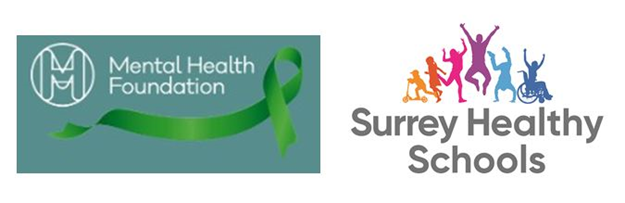 Mental Health
Foundation
Surrey Healthy
Schools